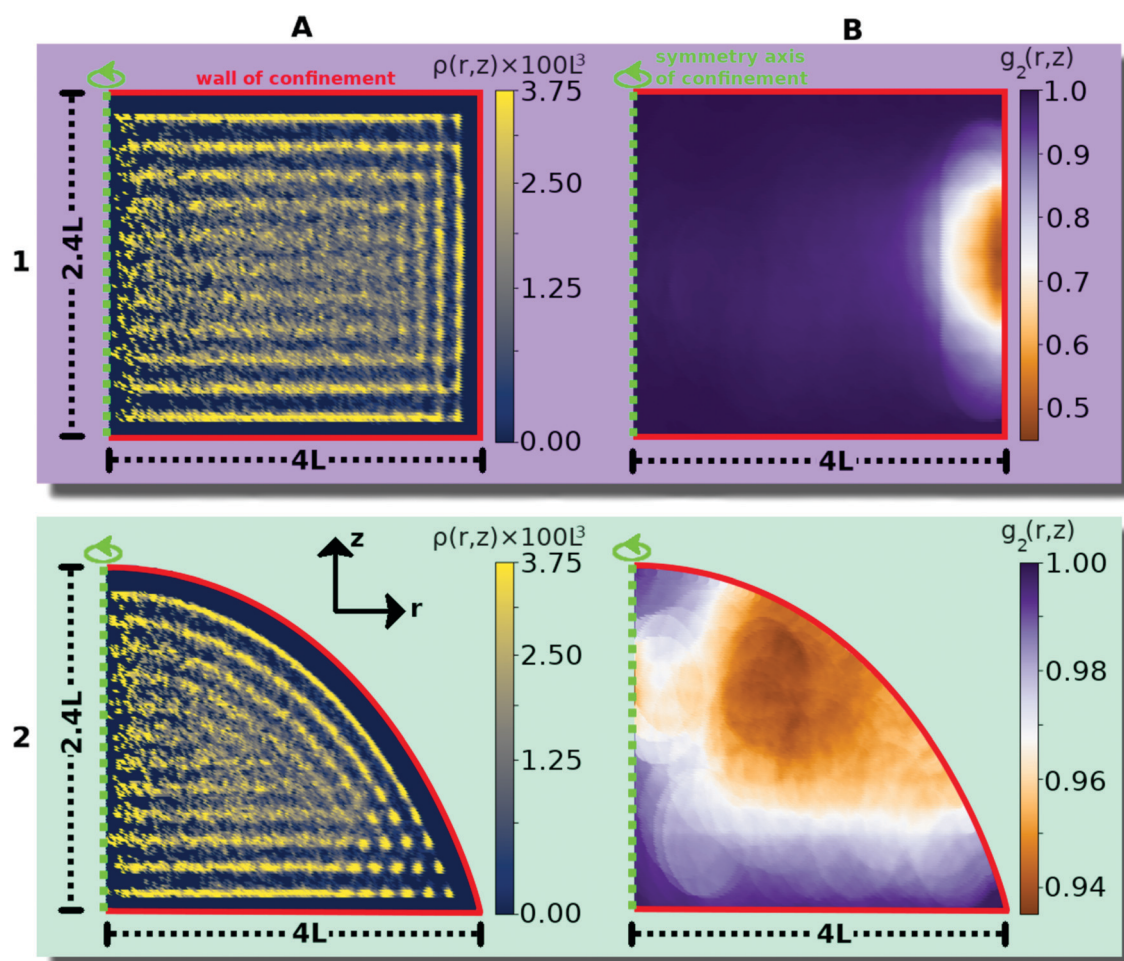 A
B
wall of confinement
ρ(r,z)×100L³
symmetry axis
of confinement
g₂(r,z)
1
2.4L
3.75
2.50
1.25
0.00
1.0
0.9
0.8
0.7
0.6
0.5
4L
4L
2
2.4L
z
r
ρ(r,z)×100L³
3.75
2.50
1.25
0.00
g₂(r,z)
1.00
0.98
0.96
0.94
4L
4L